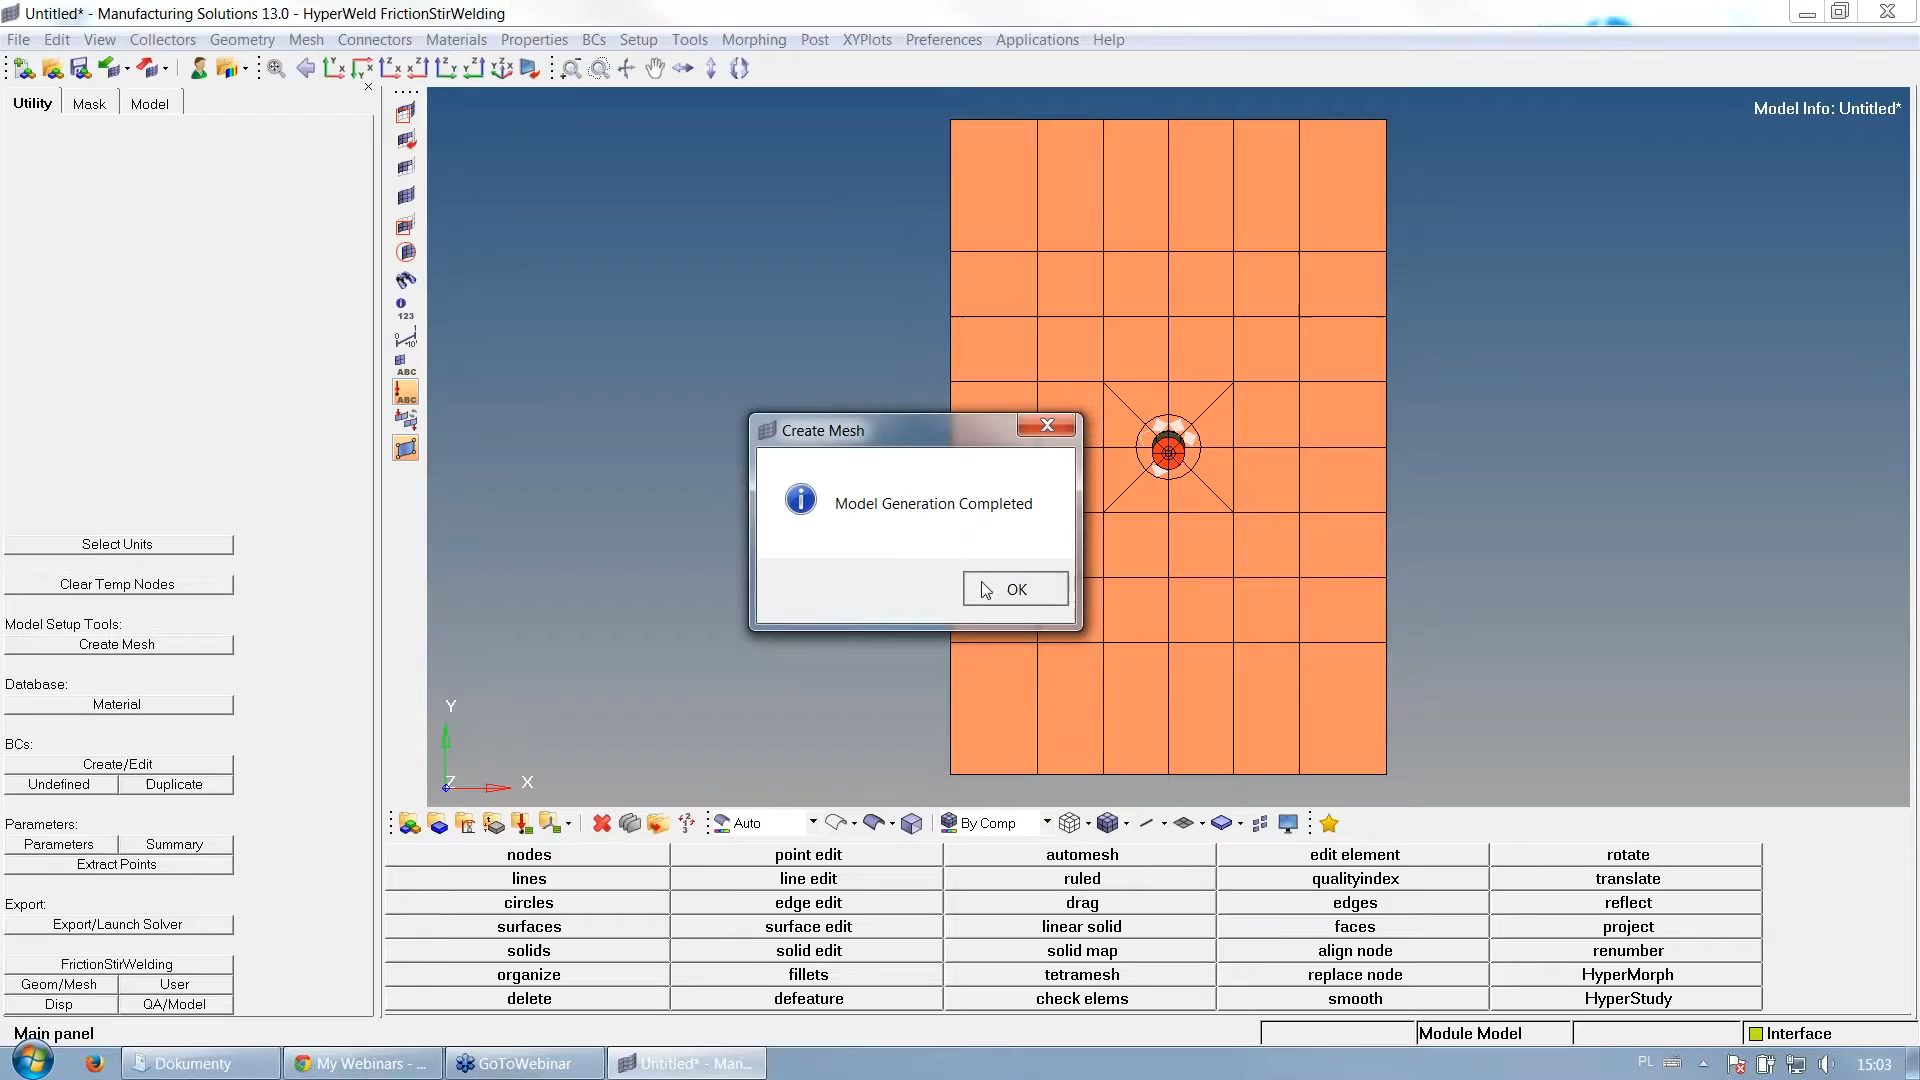 Untitled* - Manufacturing Solutions 13.0 - HyperWeld FrictionStirWelding
File Edit View Collectors Geometry Mesh Connectors Materials Properties BCs Setup Tools Morphing Post XYPlots Preferences Applications Help
Utility Mask Model
Model Info: Untitled*
123
ABC
ABC
Create Mesh
Model Generation Completed
OK
Select Units
Clear Temp Nodes
Model Setup Tools:
Create Mesh
Database:
Material
BCs:
Create/Edit
Undefined Duplicate
Parameters:
Parameters Summary
Extract Points
Export:
Export/Launch Solver
FrictionStirWelding
Geom/Mesh User
Disp QA/Model
Y
Z X
Auto By Comp
nodes point edit automesh edit element rotate
lines line edit ruled qualityindex translate
circles edge edit drag edges reflect
surfaces surface edit linear solid faces project
solids solid edit solid map align node renumber
organize fillets tetramesh replace node HyperMorph
delete defeature check elems smooth HyperStudy
Main panel Module Model Interface
Dokumenty My Webinars - ... GoToWebinar Untitled* - Man... PL 15:03